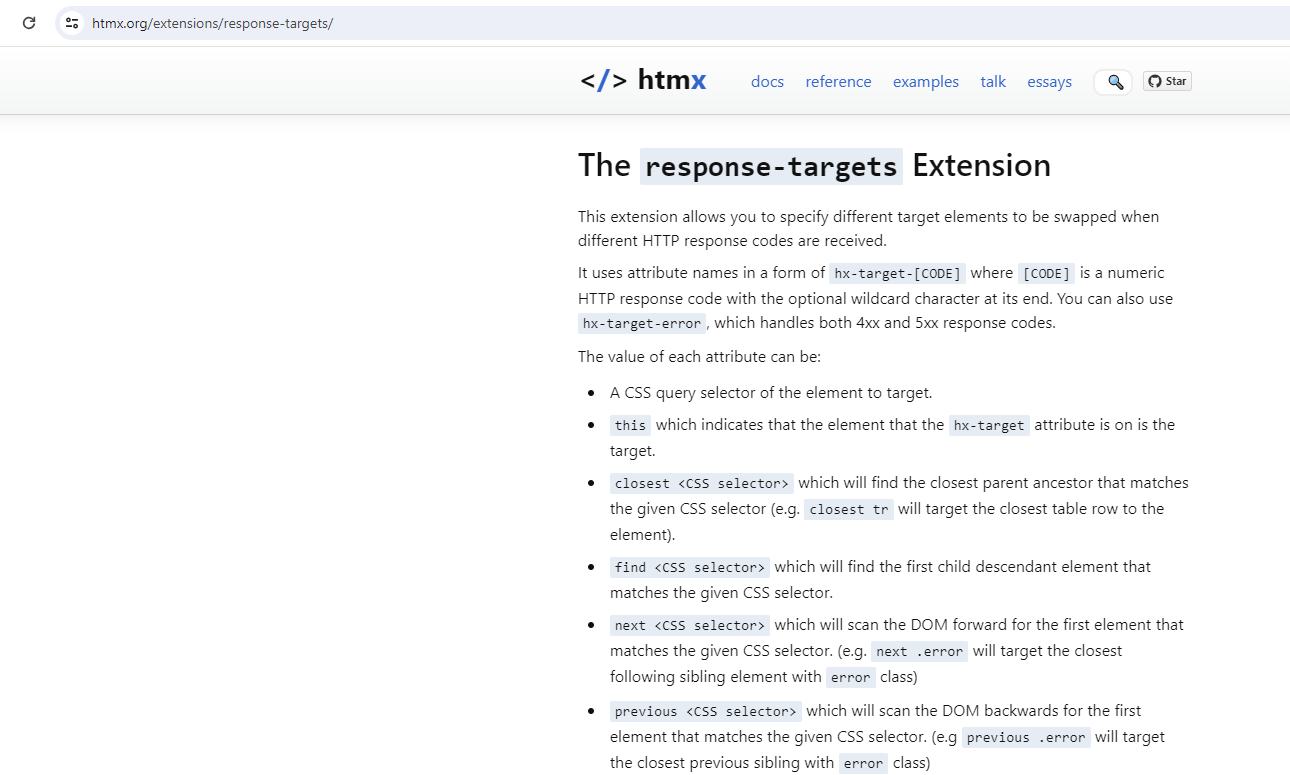 htmx.org/extensions/response-targets/
</> htmx docs reference examples talk essays Star
The response-targets Extension
This extension allows you to specify different target elements to be swapped when
different HTTP response codes are received.
It uses attribute names in a form of hx-target-[CODE] where [CODE] is a numeric
HTTP response code with the optional wildcard character at its end. You can also use
hx-target-error, which handles both 4xx and 5xx response codes.
The value of each attribute can be:
• A CSS query selector of the element to target.
• this which indicates that the element that the hx-target attribute is on is the
target.
• closest <CSS selector> which will find the closest parent ancestor that matches
the given CSS selector (e.g. closest tr will target the closest table row to the
element).
• find <CSS selector> which will find the first child descendant element that
matches the given CSS selector.
• next <CSS selector> which will scan the DOM forward for the first element that
matches the given CSS selector. (e.g. next .error will target the closest
following sibling element with error class)
• previous <CSS selector> which will scan the DOM backwards for the first
element that matches the given CSS selector. (e.g previous .error will target
the closest previous sibling with error class)